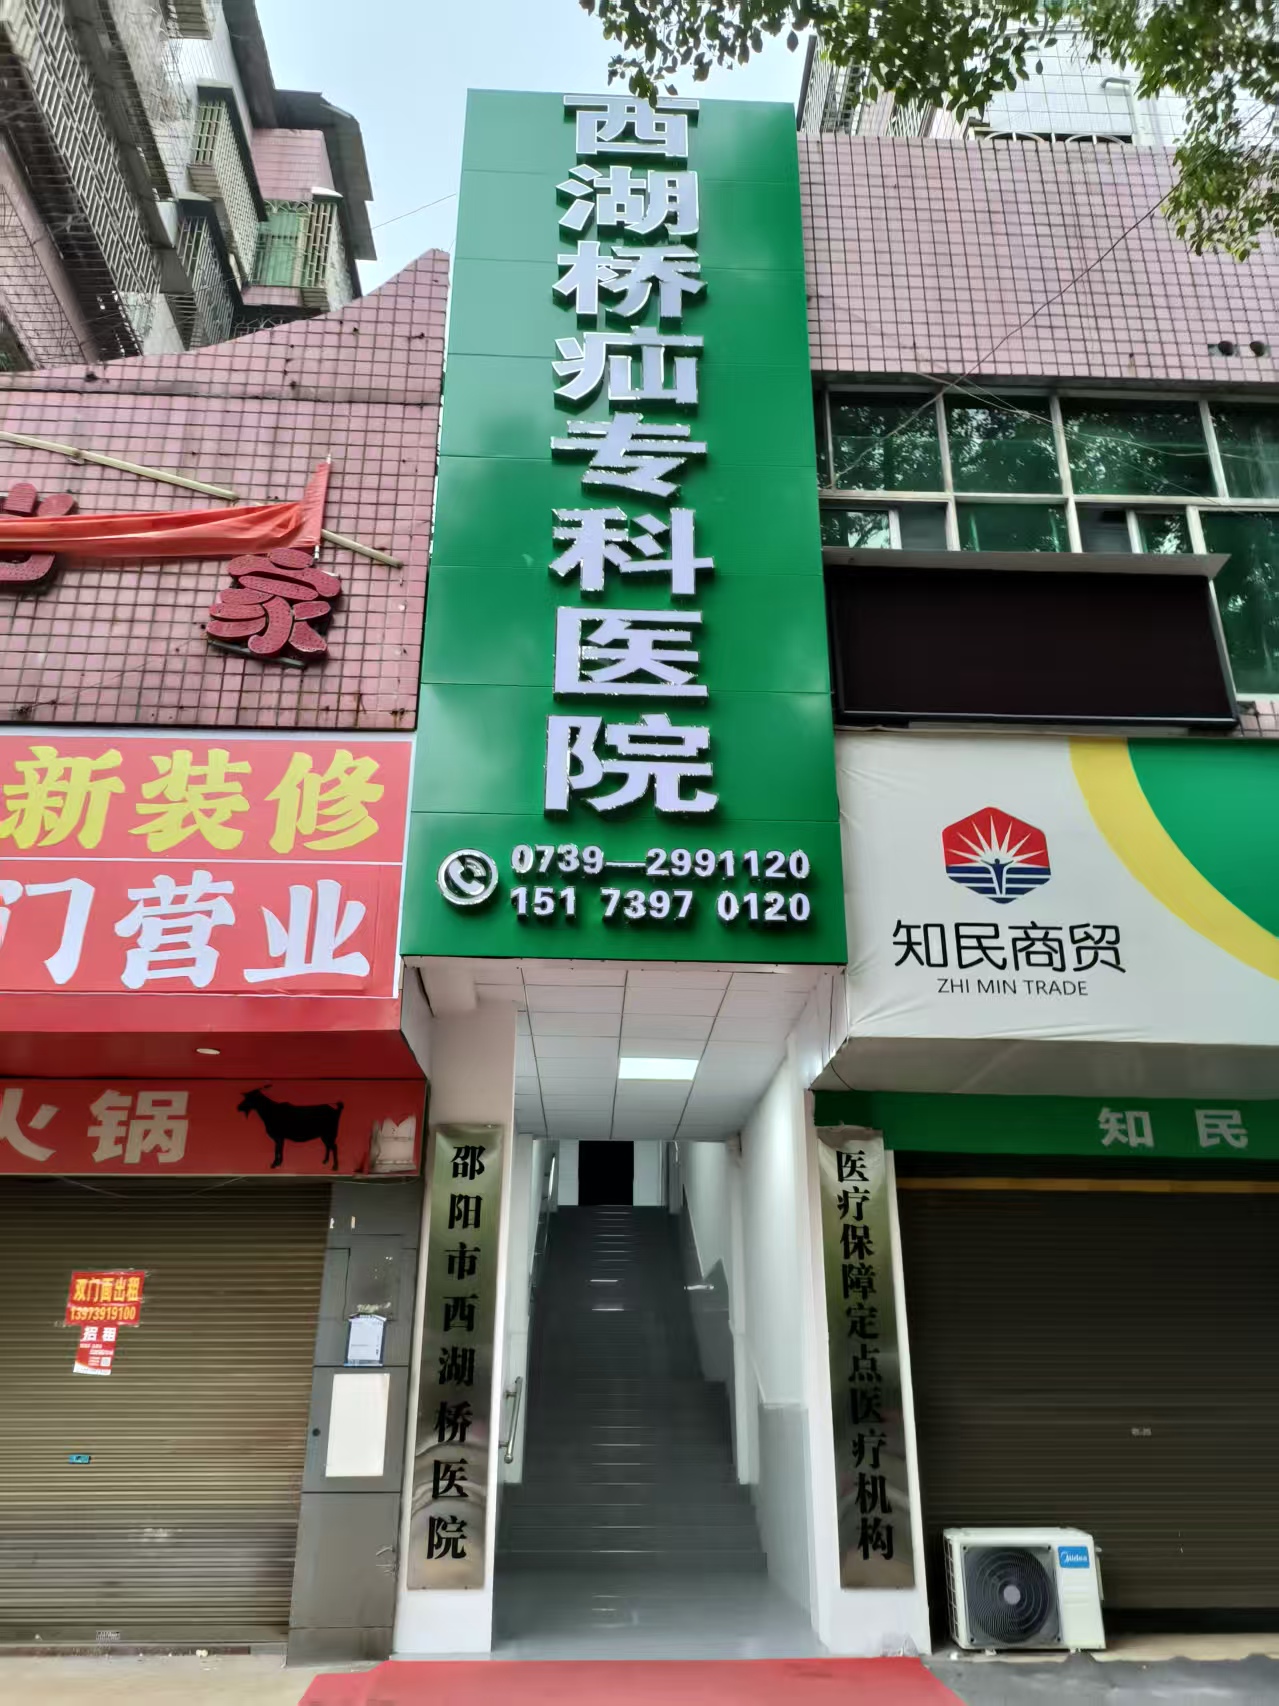 西湖桥疝专科医院
0739—2991120
151 7397 0120
家
新装修
门营业
火锅
知民商贸
ZHI MIN TRADE
知民
邵阳市西湖桥医院
医疗保障定点医疗机构
双门面出租
13973919100
招租
Midea